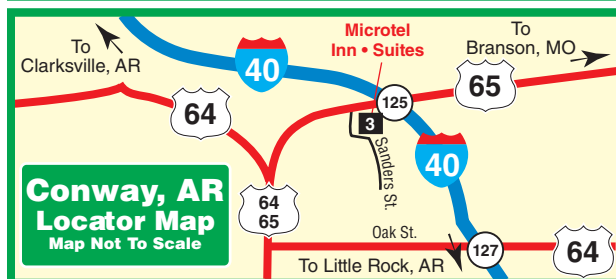 To
Clarksville, AR
40
Microtel
Inn • Suites
To
Branson, MO
65
64
125
3
Sanders St.
40
Conway, AR
Locator Map
Map Not To Scale
64
65
Oak St.
127
64
To Little Rock, AR